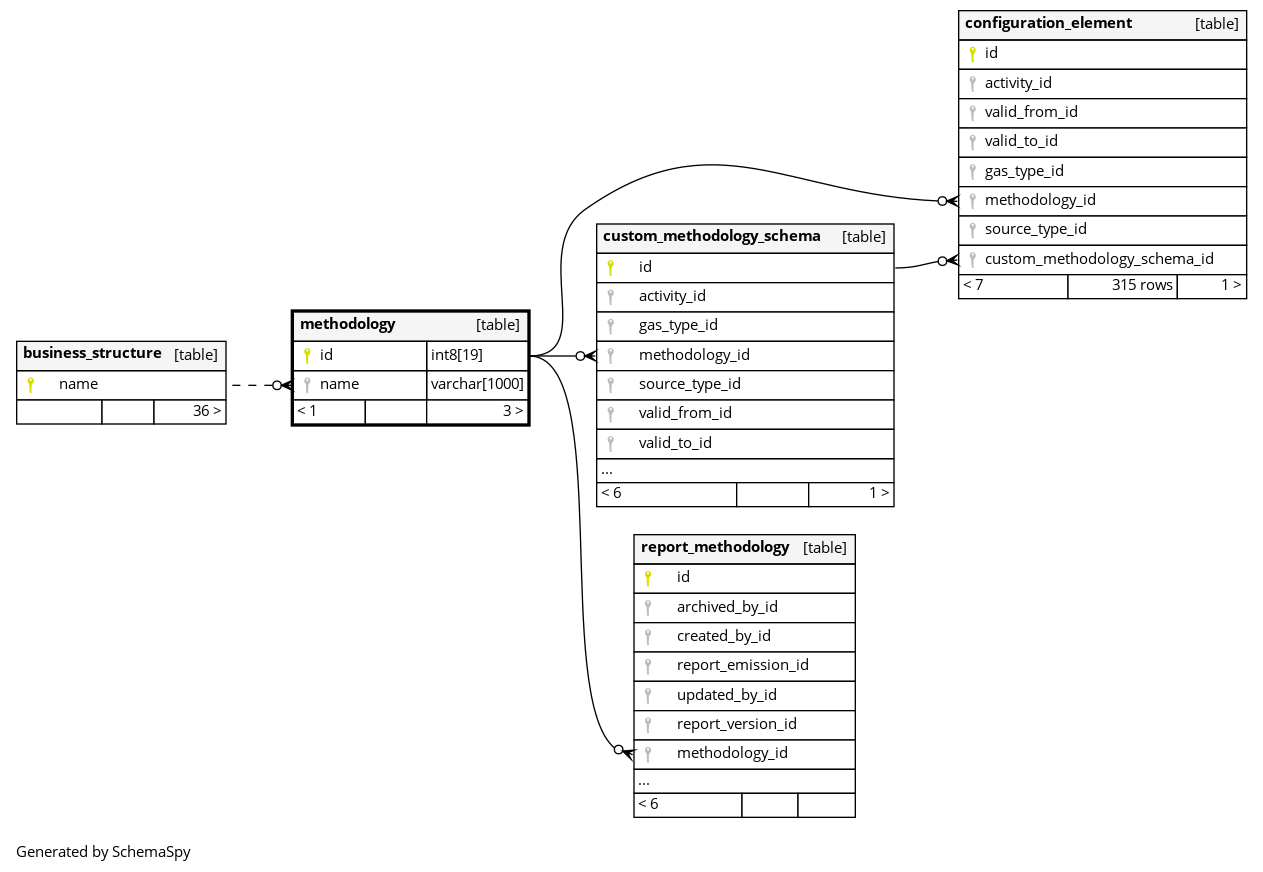 configuration_element [table]
id
activity_id
valid_from_id
valid_to_id
gas_type_id
methodology_id
source_type_id
custom_methodology_schema_id
< 7 315 rows 1 >
custom_methodology_schema [table]
id
activity_id
gas_type_id
methodology_id
source_type_id
valid_from_id
valid_to_id
...
< 6 1 >
methodology [table]
id int8[19]
name varchar[1000]
< 1 3 >
business_structure [table]
name
36 >
report_methodology [table]
id
archived_by_id
created_by_id
report_emission_id
updated_by_id
report_version_id
methodology_id
...
< 6
Generated by SchemaSpy